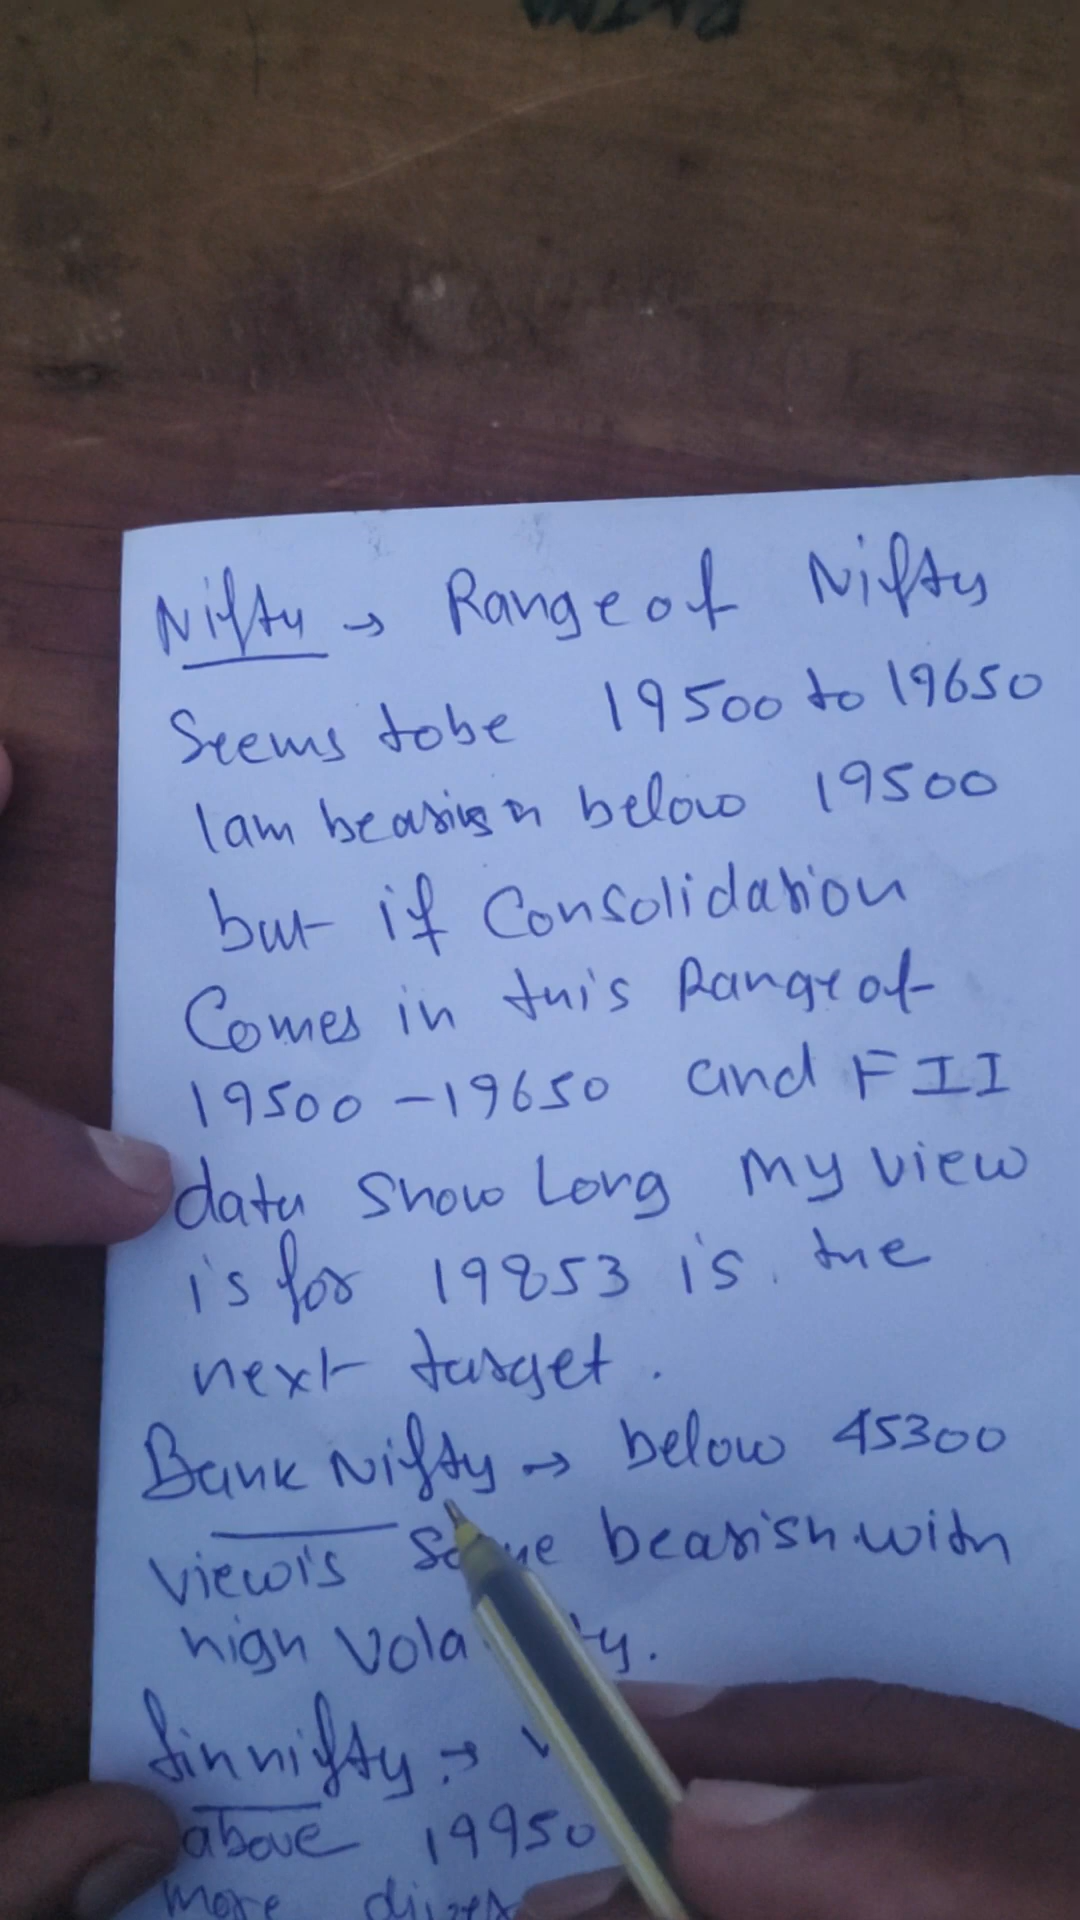 Nifty → Range of Nifty
Seems to be 19500 to 19650
I am bearish below 19500
but if Consolidation
Comes in this Range of
19500 - 19650 and FII
data Show Long My view
is for 19853 is the
next target.
Bank Nifty → below 45300
view is same bearish with
high
finnifty →
above 19950
more